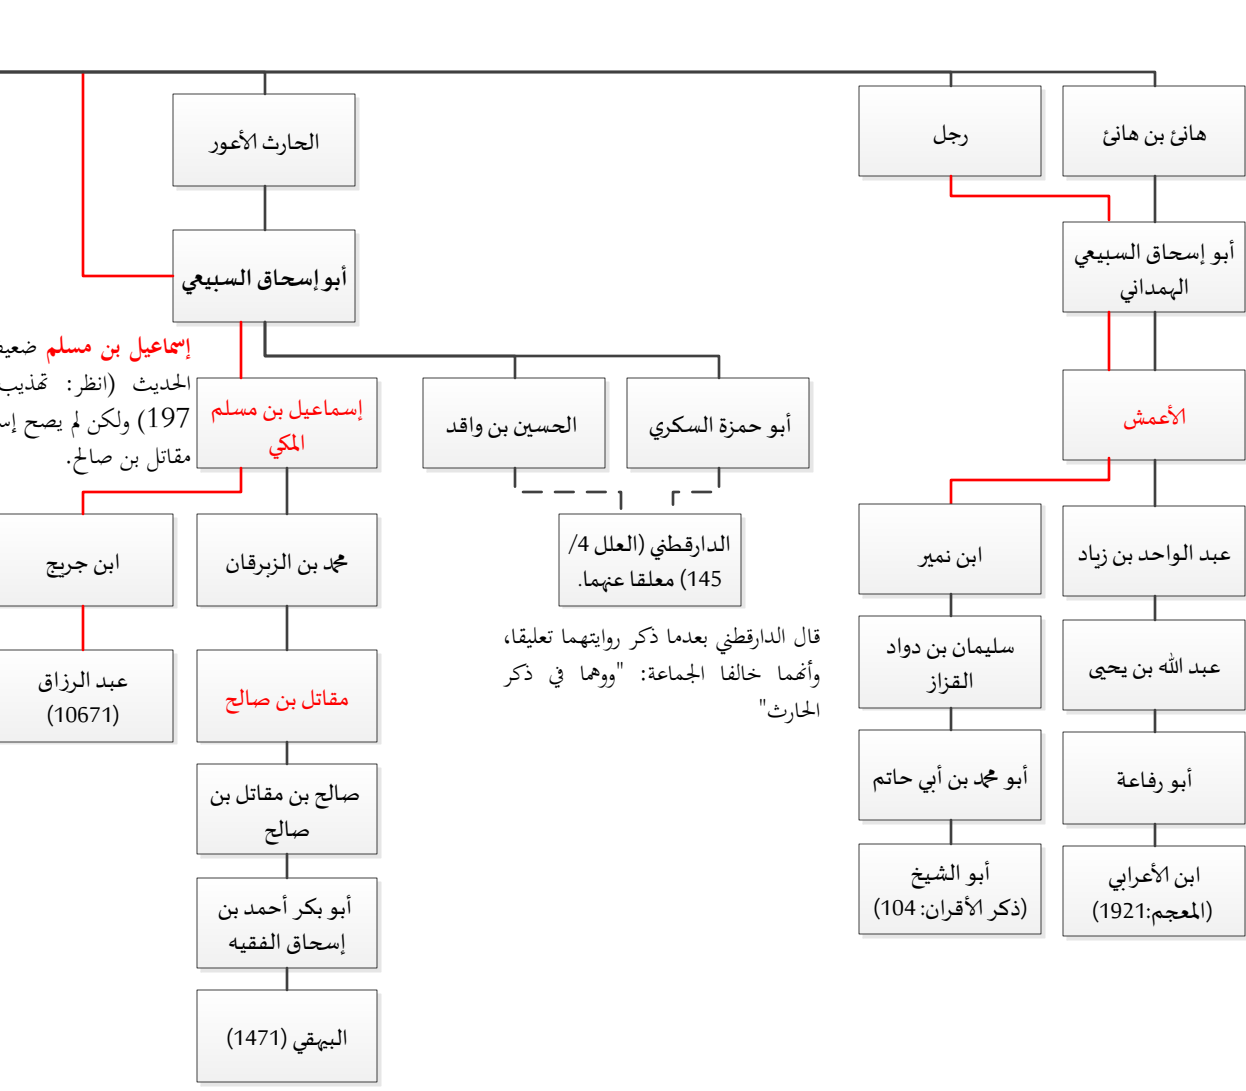 هانئ بن هانئ
رجل
الحارث الأعور
أبو إسحاق السبيعي
الهمداني
أبو إسحاق السبيعي
إسماعيل بن مسلم
الحديث (انظر: تهذيب
197) ولكن لم يصح
مقاتل بن صالح.
الأعمش
أبو حمزة السكري
الحسين بن واقد
إسماعيل بن مسلم
المكي
عبد الواحد بن زياد
ابن نمير
الدارقطني (العلل 4/
145) معلقا عنهما.
محمد بن الزبرقان
ابن جريج
قال الدارقطني بعدما ذكر روايتهما تعليقا،
وأنهما خالفا الجماعة: "ووهما في ذكر
الحارث"
عبد الله بن يحيى
سليمان بن دواد
القزاز
مقاتل بن صالح
عبد الرزاق
(10671)
أبو رفاعة
أبو محمد بن أبي حاتم
صالح بن مقاتل بن
صالح
ابن الأعرابي
(المعجم:1921)
أبو الشيخ
(ذكر الأقران: 104)
أبو بكر أحمد بن
إسحاق الفقيه
البيهقي (1471)